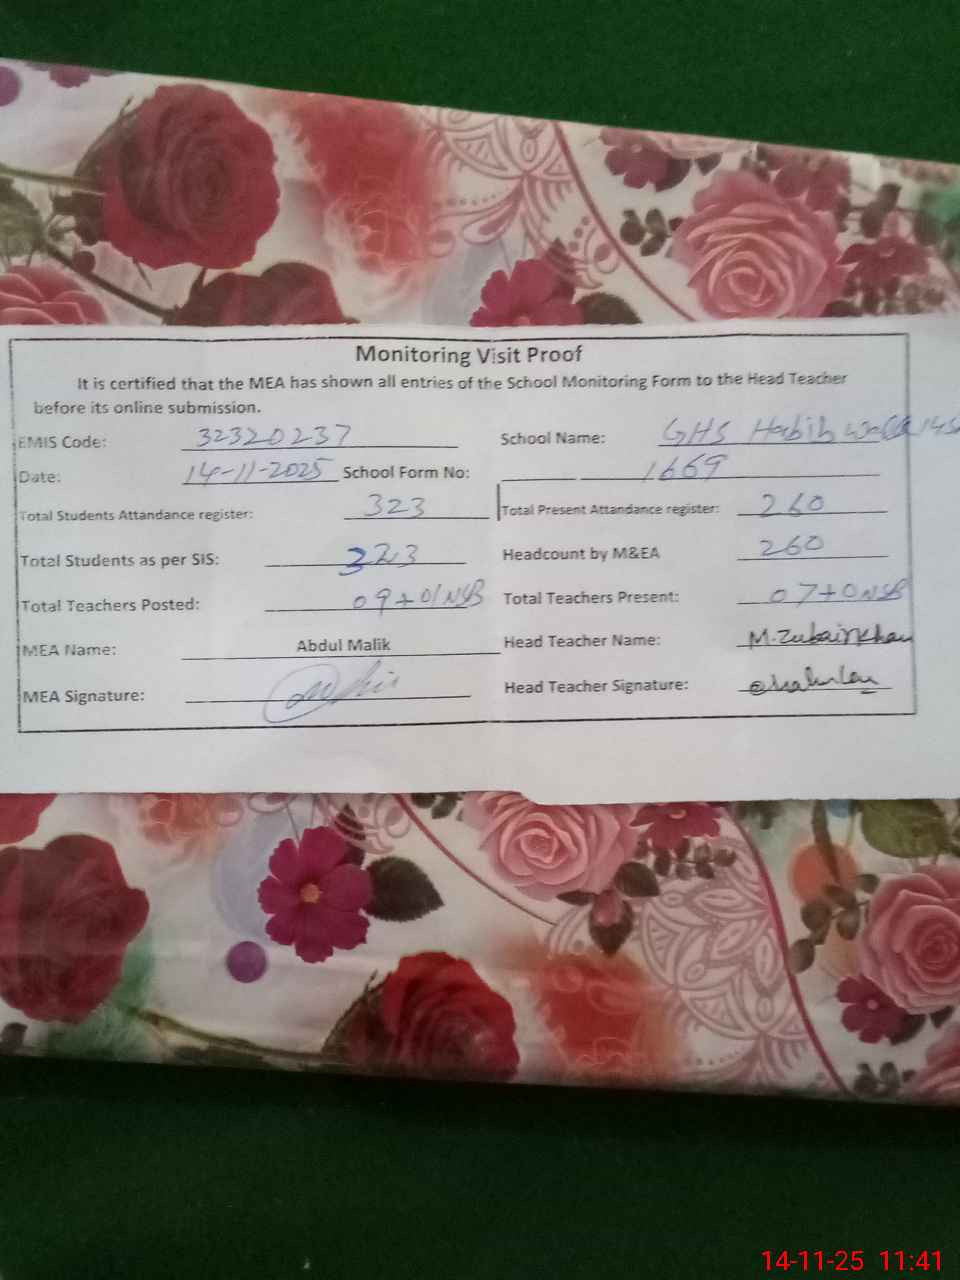 Monitoring Visit Proof
It is certified that the MEA has shown all entries of the School Monitoring Form to the Head Teacher
before its online submission.
EMIS Code: 32320237 School Name: GHS Habib
Date: 14-11-2025 School Form No: 1669
Total Students Attandance register: 323 Total Present Attandance register: 260
Total Students as per SIS: 323 Headcount by M&EA 260
Total Teachers Posted: 09+01NSB Total Teachers Present: 07+0NSB
MEA Name: Abdul Malik Head Teacher Name: M.Zubair Khan
MEA Signature: Head Teacher Signature:
14-11-25 11:41